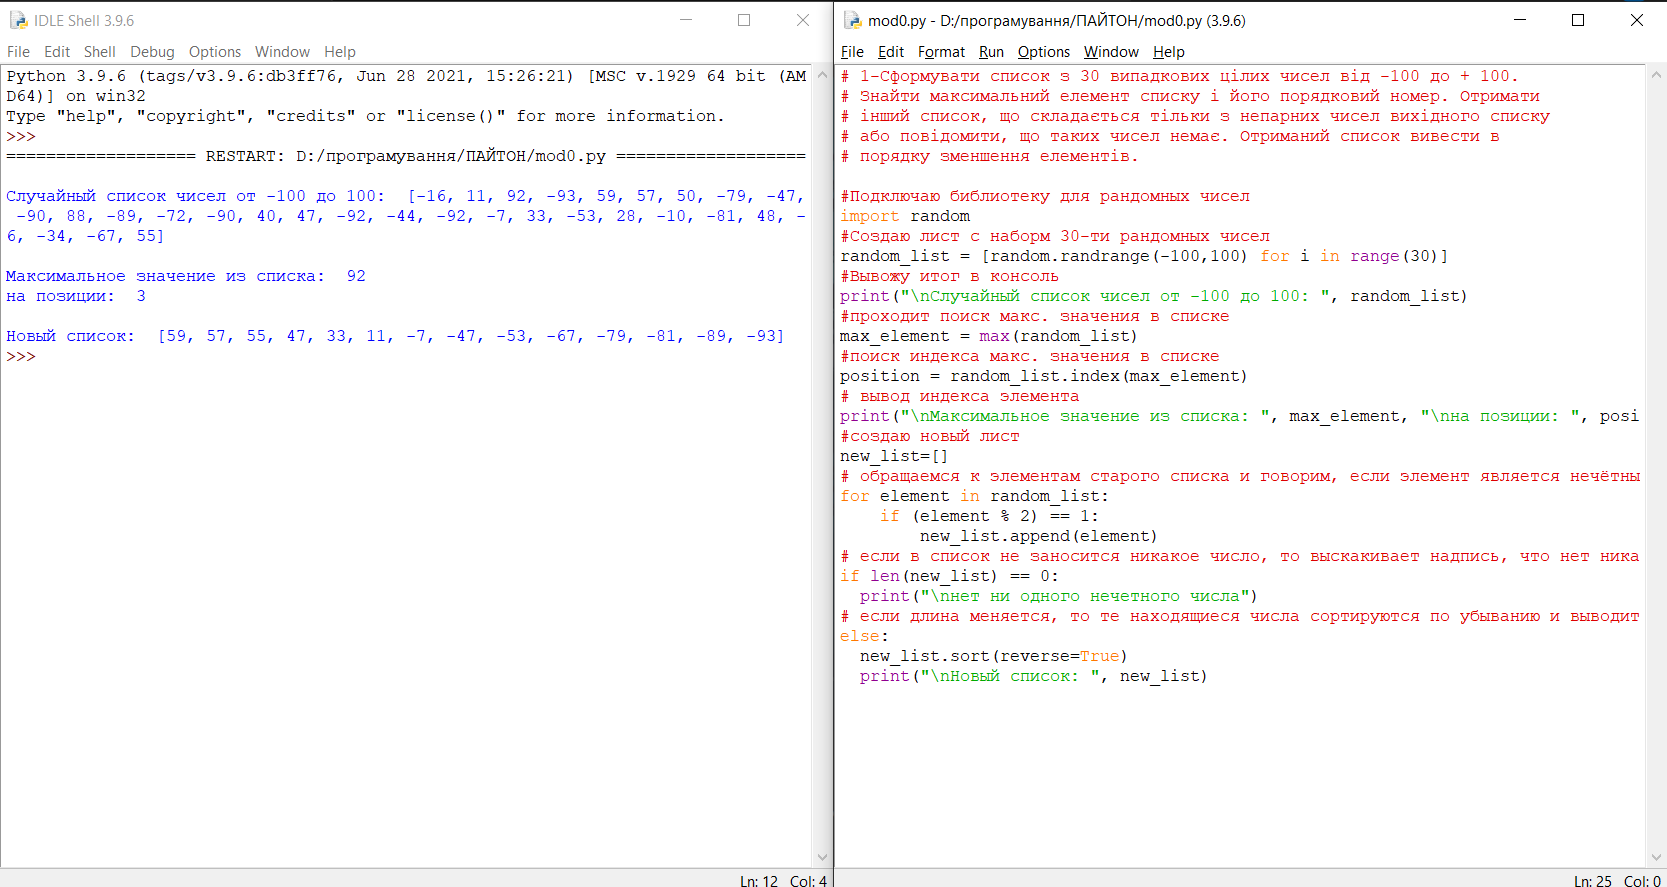 IDLE Shell 3.9.6
File Edit Shell Debug Options Window Help
Python 3.9.6 (tags/v3.9.6:db3ff76, Jun 28 2021, 15:26:21) [MSC v.1929 64 bit (AM
D64)] on win32
Type "help", "copyright", "credits" or "license()" for more information.
>>>
=================== RESTART: D:/програмування/ПАЙТОН/mod0.py ===================
Случайный список чисел от -100 до 100:  [-16, 11, 92, -93, 59, 57, 50, -79, -47,
 -90, 88, -89, -72, -90, 40, 47, -92, -44, -92, -7, 33, -53, 28, -10, -81, 48, -
6, -34, -67, 55]
Максимальное значение из списка:  92
на позиции:  3
Новый список:  [59, 57, 55, 47, 33, 11, -7, -47, -53, -67, -79, -81, -89, -93]
>>>
Ln: 12 Col: 4
mod0.py - D:/програмування/ПАЙТОН/mod0.py (3.9.6)
File Edit Format Run Options Window Help
# 1-Сформувати список з 30 випадкових цілих чисел від -100 до + 100.
# Знайти максимальний елемент списку і його порядковий номер. Отримати
# інший список, що складається тільки з непарних чисел вихідного списку
# або повідомити, що таких чисел немає. Отриманий список вивести в
# порядку зменшення елементів.
#Подключаю библиотеку для рандомных чисел
import random
#Создаю лист с наборм 30-ти рандомных чисел
random_list = [random.randrange(-100,100) for i in range(30)]
#Вывожу итог в консоль
print("\nСлучайный список чисел от -100 до 100: ", random_list)
#проходит поиск макс. значения в списке
max_element = max(random_list)
#поиск индекса макс. значения в списке
position = random_list.index(max_element)
# вывод индекса элемента
print("\nМаксимальное значение из списка: ", max_element, "\nна позиции: ", posi
#создаю новый лист
new_list=[]
# обращаемся к элементам старого списка и говорим, если элемент является нечётны
for element in random_list:
    if (element % 2) == 1:
        new_list.append(element)
# если в список не заносится никакое число, то выскакивает надпись, что нет ника
if len(new_list) == 0:
  print("\nнет ни одного нечетного числа")
# если длина меняется, то те находящиеся числа сортируются по убыванию и выводит
else:
  new_list.sort(reverse=True)
  print("\nНовый список: ", new_list)
Ln: 25 Col: 0